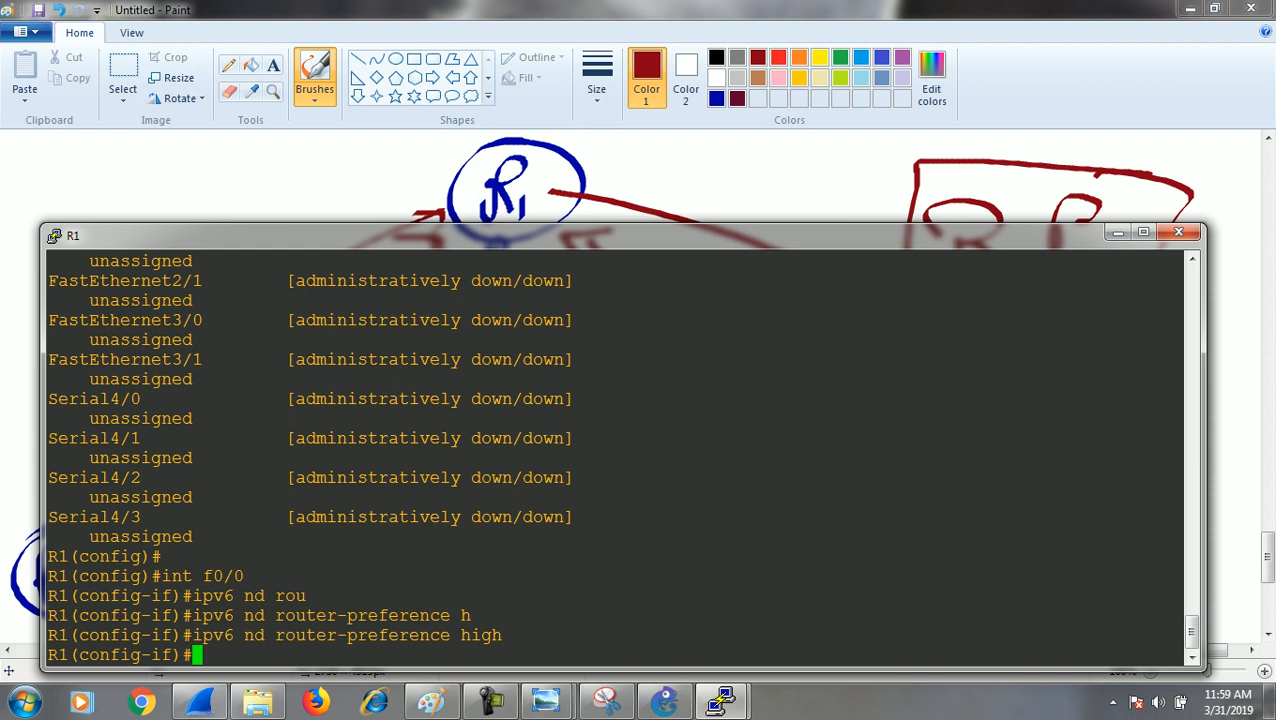 Untitled - Paint
Home View
Cut
Copy
Paste
Crop
Resize
Rotate
Select
A
Brushes
Outline
Fill
Size
Color 1
Color 2
Edit colors
Clipboard
Image
Tools
Shapes
Colors
R1
R1
unassigned
FastEthernet2/1 [administratively down/down]
unassigned
FastEthernet3/0 [administratively down/down]
unassigned
FastEthernet3/1 [administratively down/down]
unassigned
Serial4/0 [administratively down/down]
unassigned
Serial4/1 [administratively down/down]
unassigned
Serial4/2 [administratively down/down]
unassigned
Serial4/3 [administratively down/down]
unassigned
R1(config)#
R1(config)#int f0/0
R1(config-if)#ipv6 nd rou
R1(config-if)#ipv6 nd router-preference h
R1(config-if)#ipv6 nd router-preference high
R1(config-if)#
11:59 AM
3/31/2019